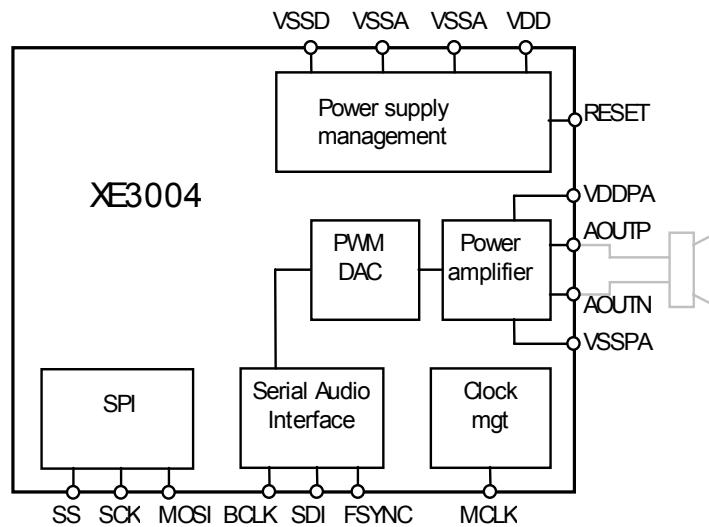 VSSD VSSA VSSA VDD
Power supply
management
RESET
XE3004
VDDPA
PWM
DAC
Power
amplifier
AOUTP
AOUTN
VSSPA
SPI
Serial Audio
Interface
Clock
mgt
SS SCK MOSI BCLK SDI FSYNC MCLK